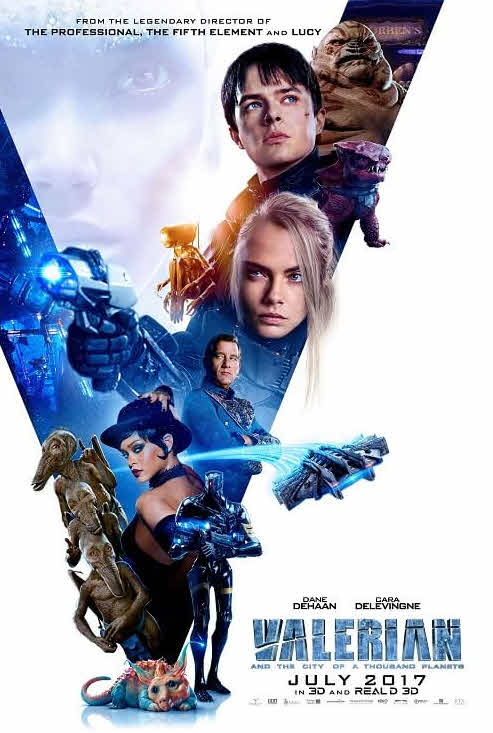 FROM THE LEGENDARY DIRECTOR OF
THE PROFESSIONAL, THE FIFTH ELEMENT AND LUCY
DANE DEHAAN
CARA DELEVINGNE
VALERIAN
AND THE CITY OF A THOUSAND PLANETS
JULY 2017
IN 3D AND REALD 3D